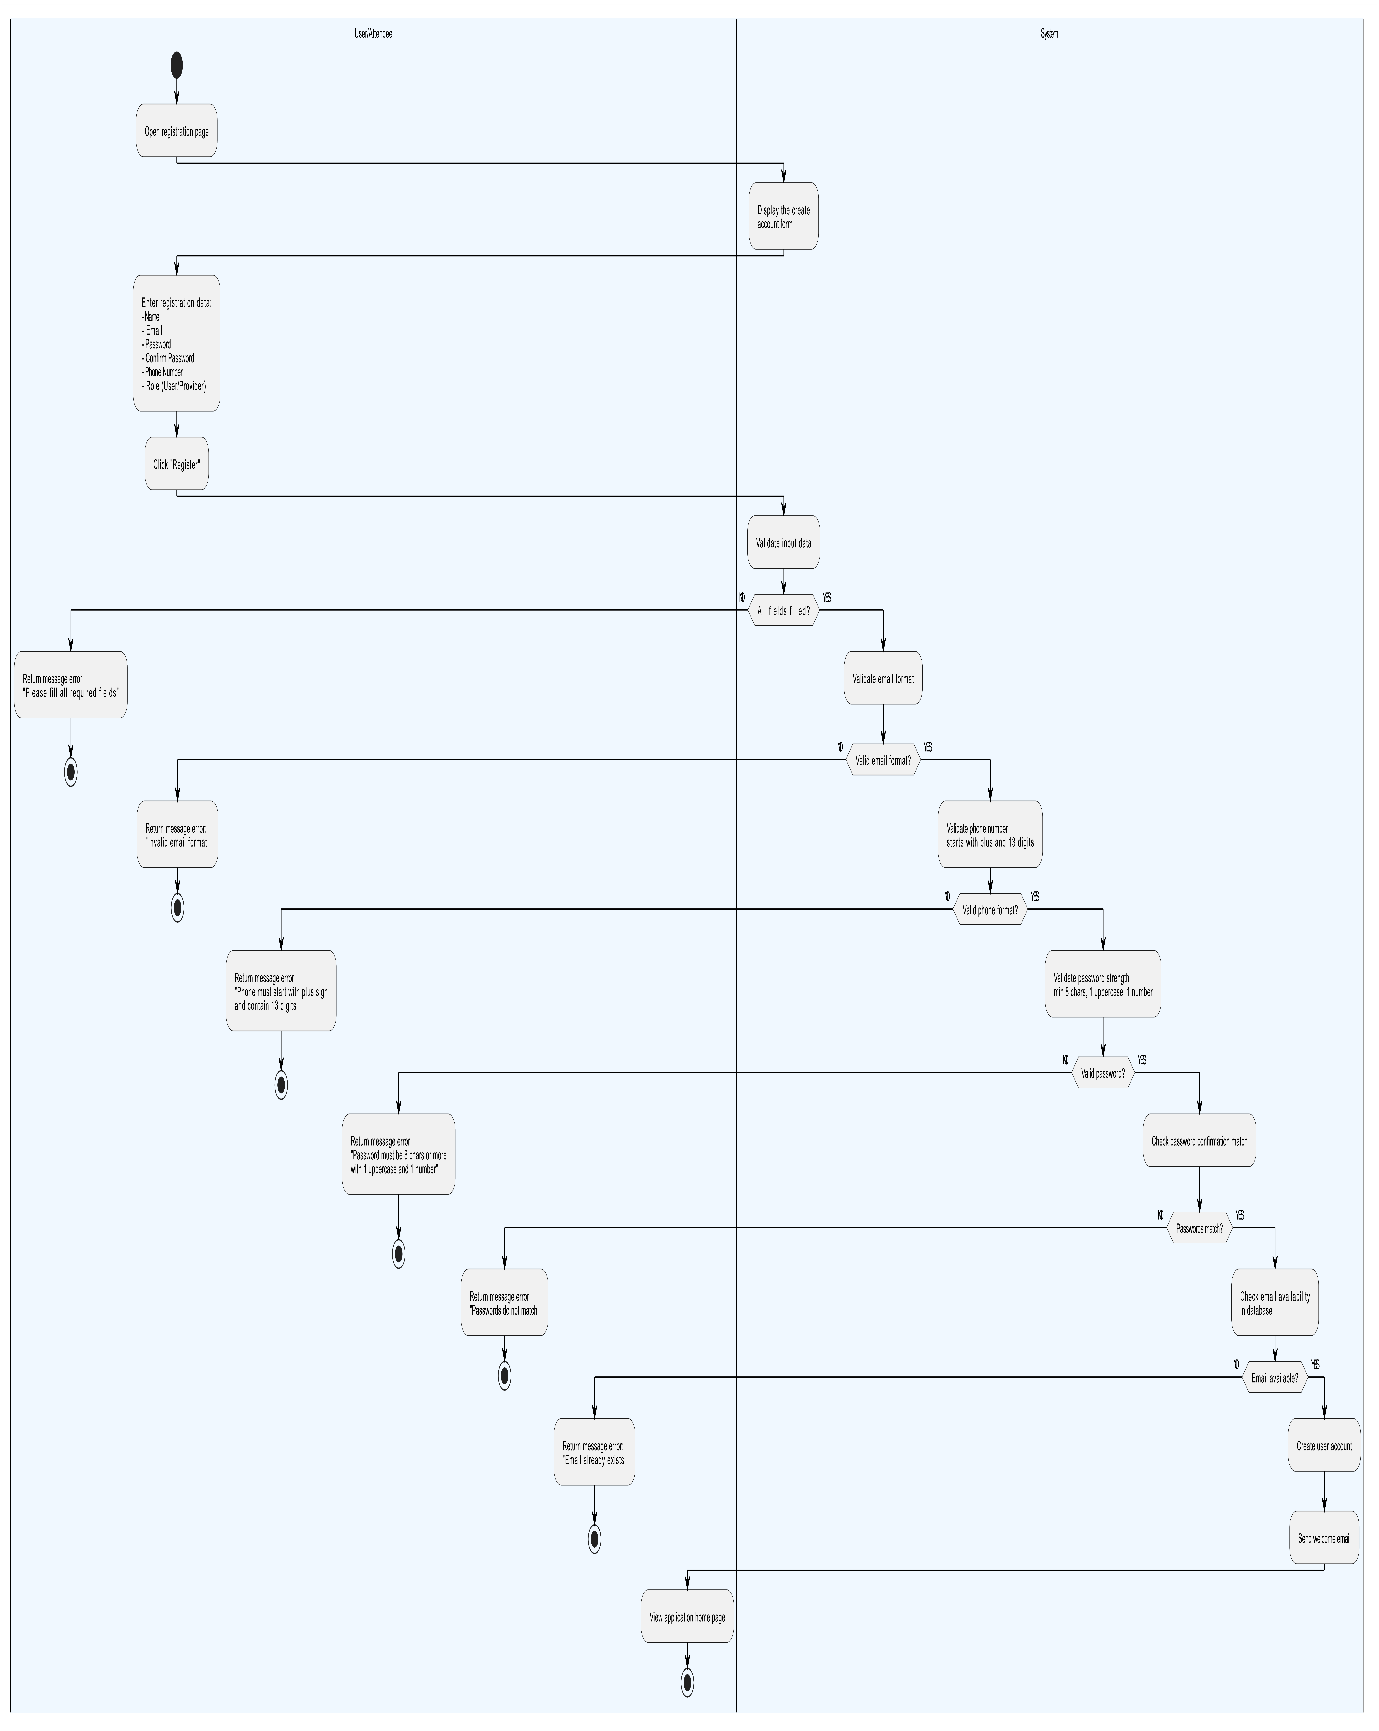 User/Attendee
System
Open registration page
Display the create
account form
Enter registration data:
- Name
- Email
- Password
- Confirm Password
- Phone Number
- Role (User/Provider)
Click "Register"
Validate input data
NO
All fields filled?
YES
Return message error
"Please fill all required fields"
Validate email format
NO
Valid email format?
YES
Return message error:
"Invalid email format
Validate phone number
starts with plus and 13 digits
NO
Valid phone format?
YES
Return message error
"Phone must start with plus sign
and contain 13 digits
Validate password strength
min 8 chars, 1 uppercase, 1 number
NO
Valid password?
YES
Return message error
"Password must be 8 chars or more
with 1 uppercase and 1 number"
Check password confirmation match
NO
Passwords match?
YES
Return message error
"Passwords do not match
Check email availability
in database
NO
Email available?
YES
Return message error:
"Email already exists
Create user account
Send welcome email
View application home page